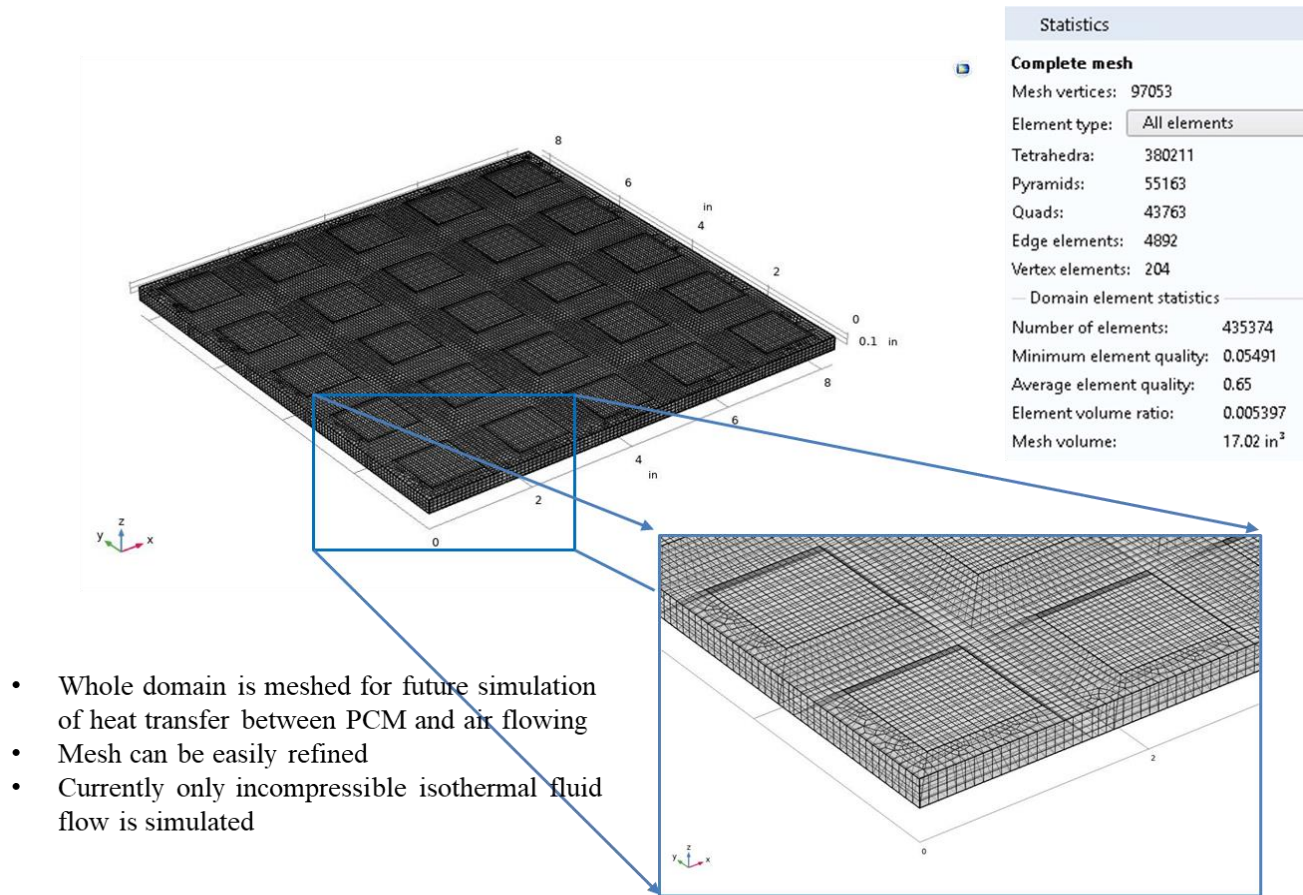 Statistics
Complete mesh
Mesh vertices: 97053
Element type: All elements
Tetrahedra: 380211
Pyramids: 55163
Quads: 43763
Edge elements: 4892
Vertex elements: 204
Domain element statistics
Number of elements: 435374
Minimum element quality: 0.05491
Average element quality: 0.65
Element volume ratio: 0.005397
Mesh volume: 17.02 in³
8
6
in
4
2
0
0.1 in
8
6
4
in
2
0
z
y x
• Whole domain is meshed for future simulation
of heat transfer between PCM and air flowing
• Mesh can be easily refined
• Currently only incompressible isothermal fluid
flow is simulated
2
0
z
y x